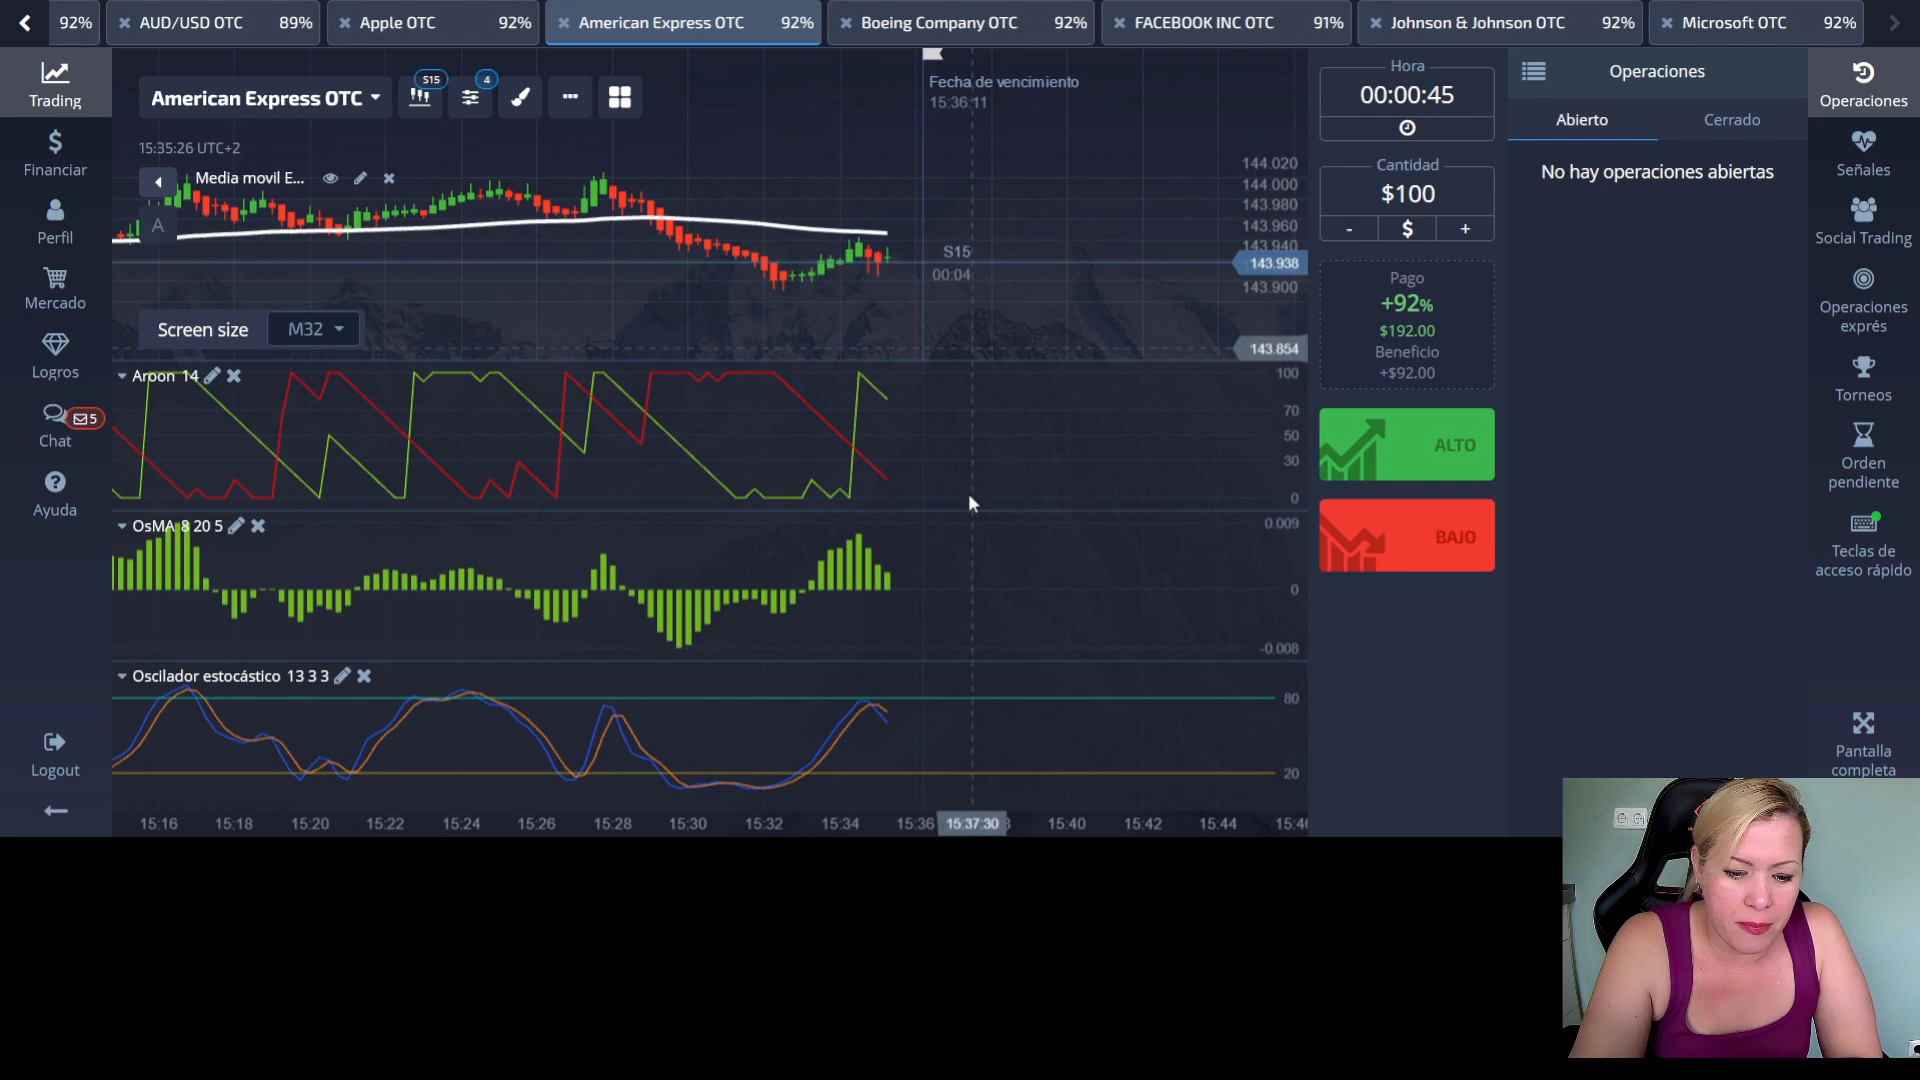 92%
AUD/USD OTC 89%
Apple OTC 92%
American Express OTC 92%
Boeing Company OTC 92%
FACEBOOK INC OTC 91%
Johnson & Johnson OTC 92%
Microsoft OTC 92%
Trading
Financiar
Perfil
Mercado
Logros
5
Chat
Ayuda
Logout
American Express OTC
S15
4
15:35:26 UTC+2
Media movil E...
A
Fecha de vencimiento
15:36:11
S15
00:04
144.020
144.000
143.980
143.960
143.940
143.938
143.900
143.854
Screen size M32
Aroon 14
100
70
50
30
0
OsMA 8 20 5
0.009
0
-0.008
Oscilador estocástico 13 3 3
80
20
15:16 15:18 15:20 15:22 15:24 15:26 15:28 15:30 15:32 15:34 15:36 15:37:30 15:40 15:42 15:44
Hora
00:00:45
Cantidad
$100
- $ +
Pago
+92%
$192.00
Beneficio
+$92.00
ALTO
BAJO
Operaciones
Abierto Cerrado
No hay operaciones abiertas
Operaciones
Señales
Social Trading
Operaciones
exprés
Torneos
Orden
pendiente
Teclas de
acceso rápido
Pantalla
completa